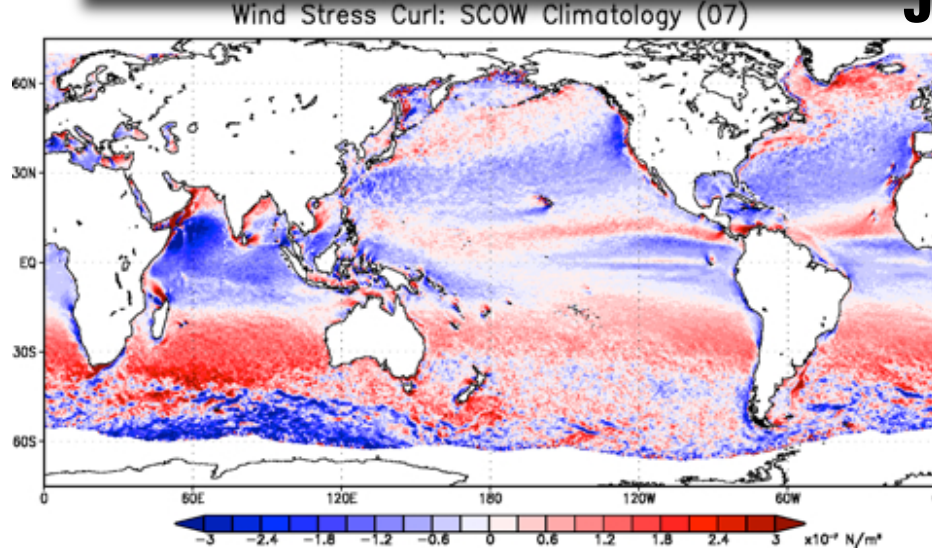 J
Wind Stress Curl: SCOW Climatology (07)
60N
30N
EQ
30S
60S
0 60E 120E 180 120W 60W
-3 -2.4 -1.8 -1.2 -0.6 0 0.6 1.2 1.8 2.4 3